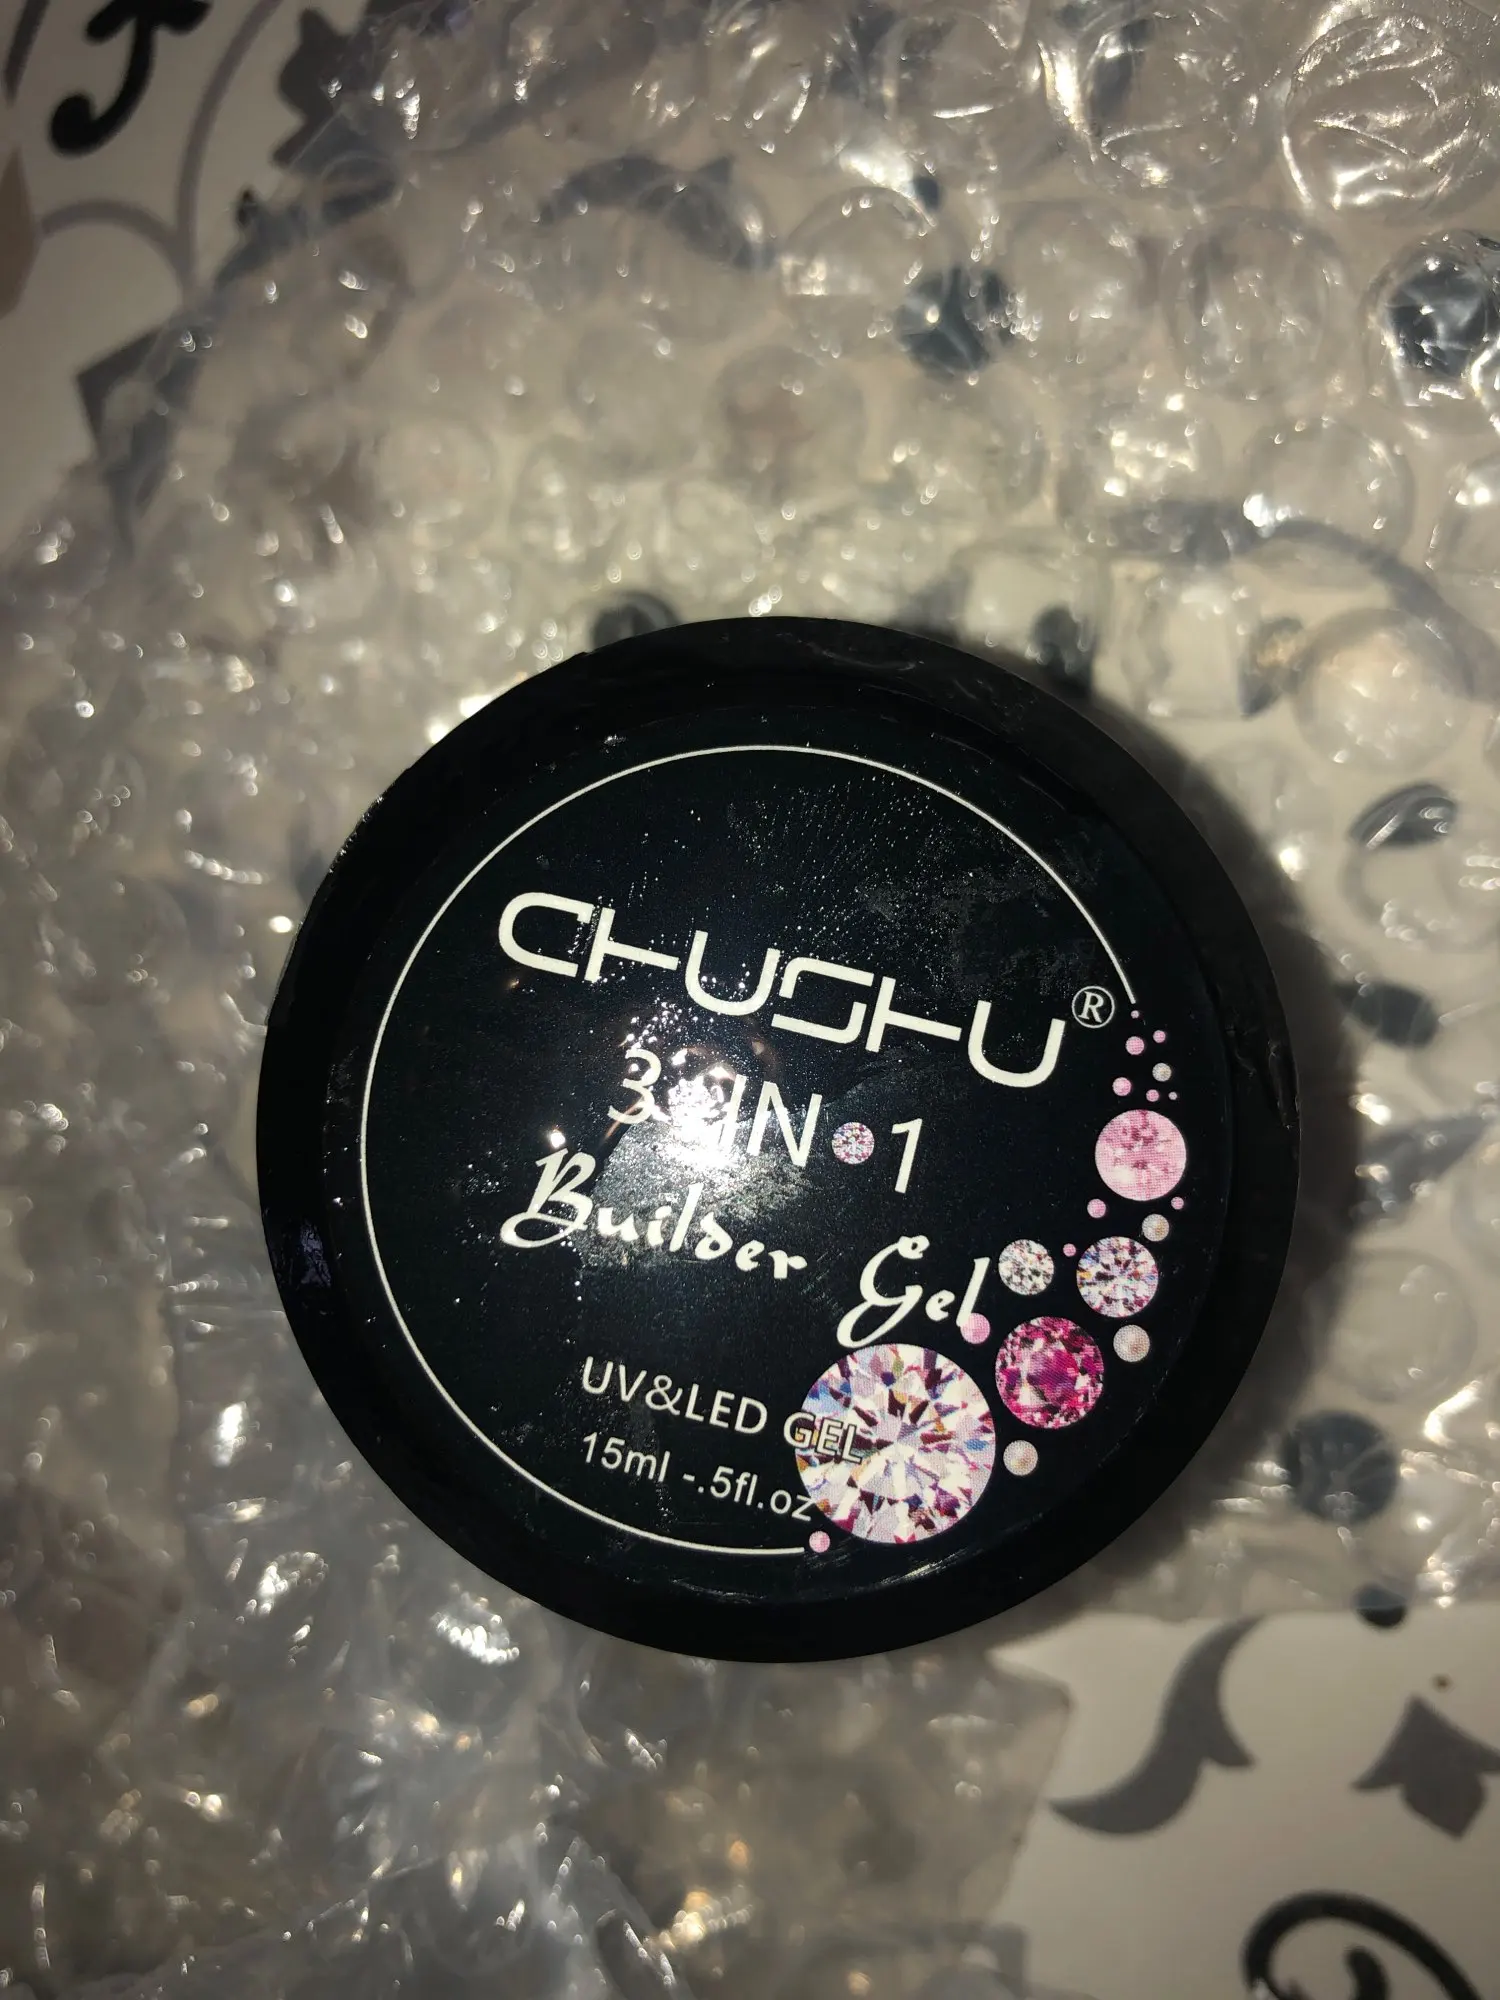 CHUSHU®
3 IN 1
Builder Gel
UV&LED GEL
15ml -.5fl.oz